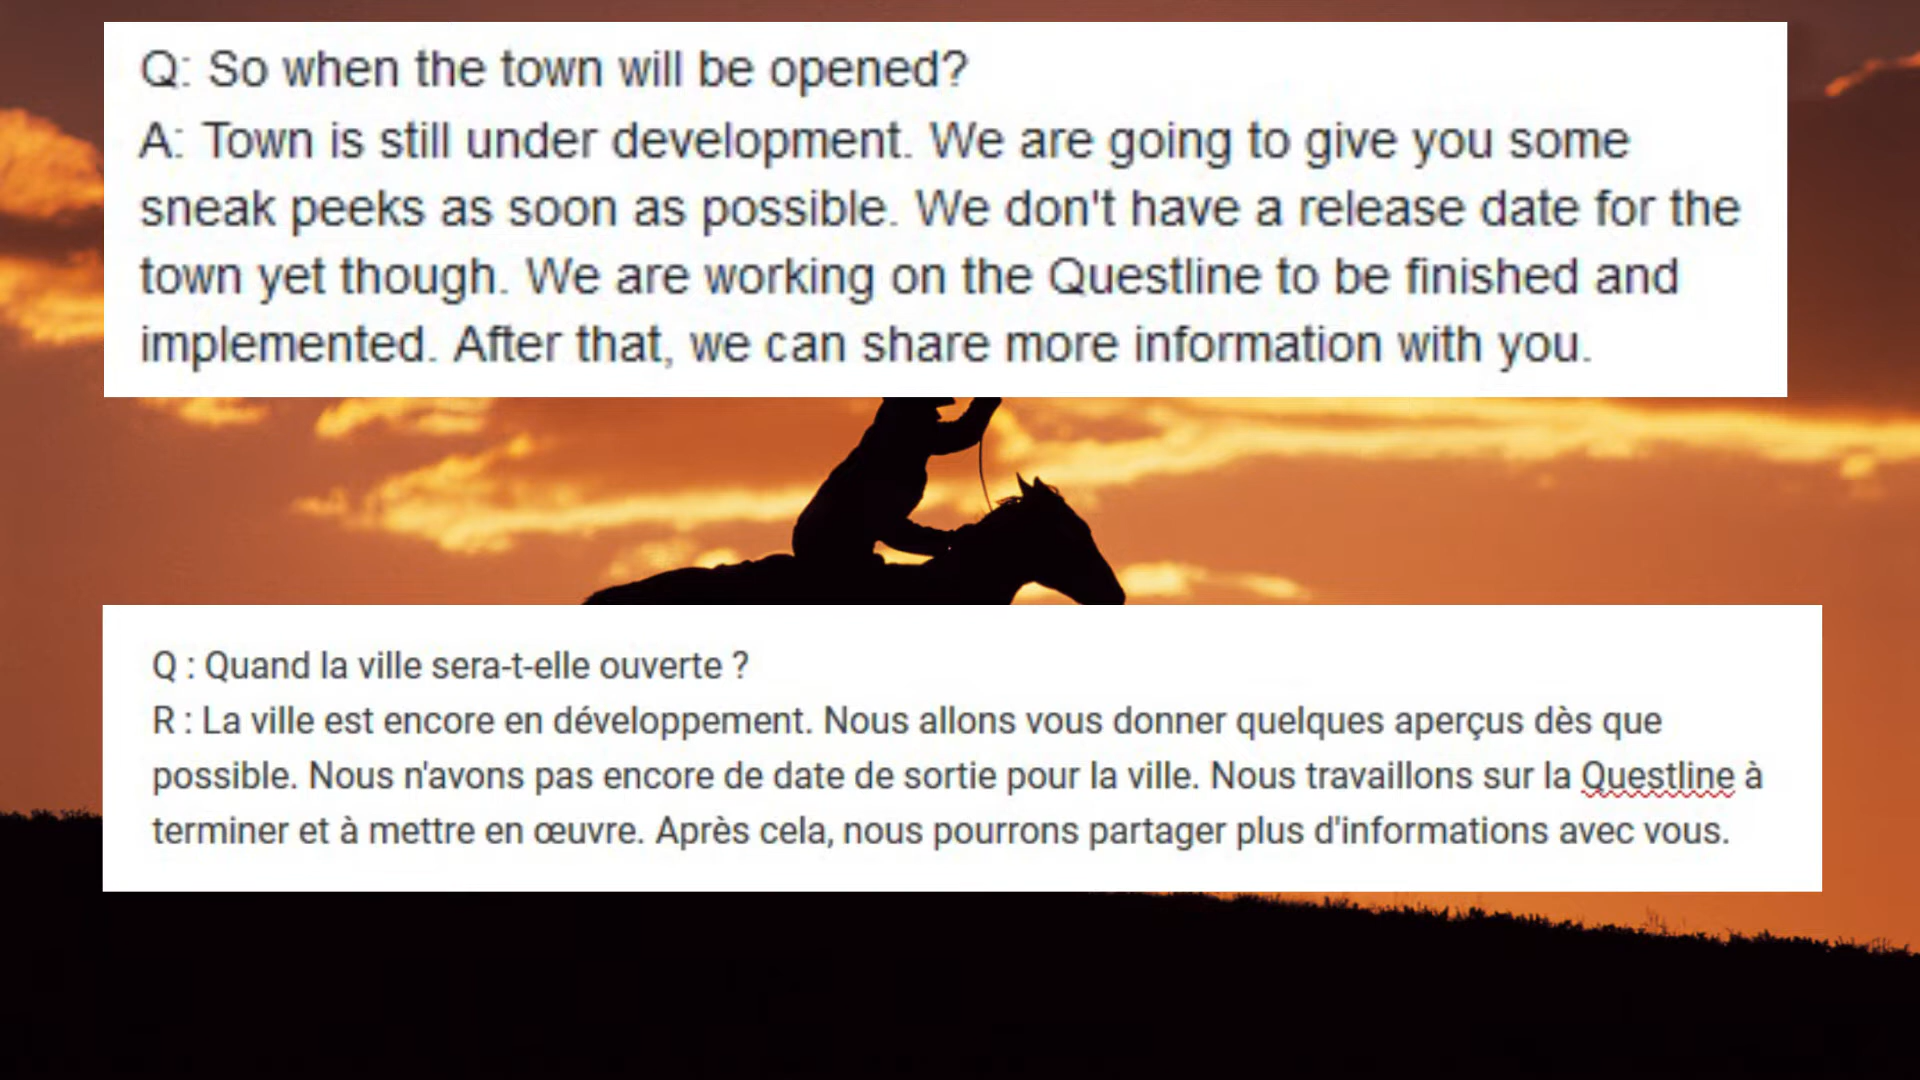 Q: So when the town will be opened?
A: Town is still under development. We are going to give you some
sneak peeks as soon as possible. We don't have a release date for the
town yet though. We are working on the Questline to be finished and
implemented. After that, we can share more information with you.
Q : Quand la ville sera-t-elle ouverte ?
R : La ville est encore en développement. Nous allons vous donner quelques aperçus dès que
possible. Nous n'avons pas encore de date de sortie pour la ville. Nous travaillons sur la Questline à
terminer et à mettre en œuvre. Après cela, nous pourrons partager plus d'informations avec vous.